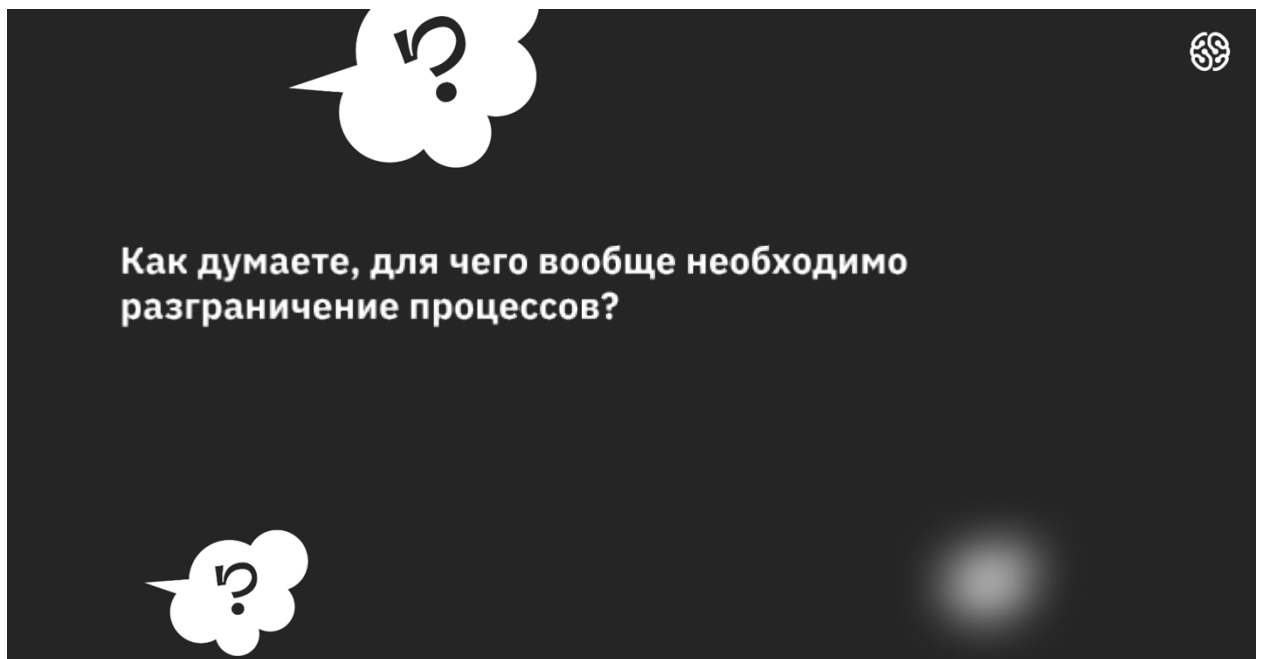 ?
Как думаете, для чего вообще необходимо
разграничение процессов?
?